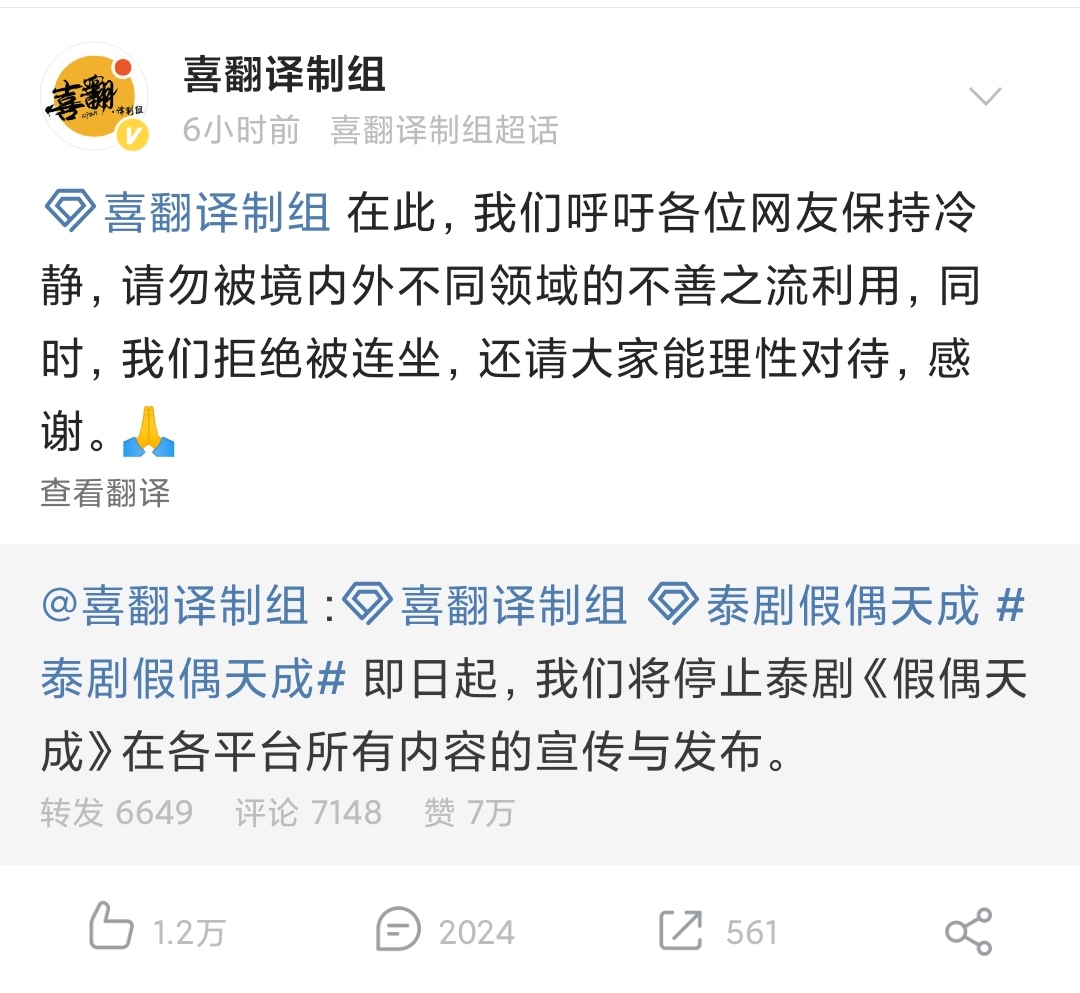 喜翻
cfan
译制组
V
喜翻译制组
6小时前 喜翻译制组超话
喜翻译制组 在此,我们呼吁各位网友保持冷
静,请勿被境内外不同领域的不善之流利用,同
时,我们拒绝被连坐,还请大家能理性对待,感
谢。🙏
查看翻译
@喜翻译制组 :喜翻译制组 泰剧假偶天成 #
泰剧假偶天成# 即日起,我们将停止泰剧《假偶天
成》在各平台所有内容的宣传与发布。
转发 6649 评论 7148 赞 7万
1.2万 2024 561